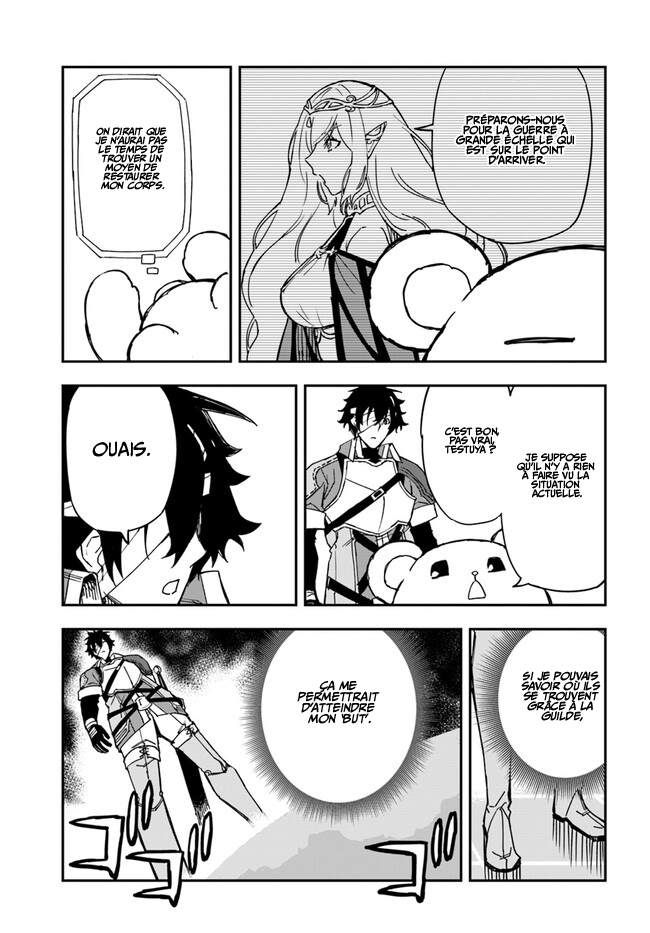 PRÉPARONS-NOUS
POUR LA GUERRE À
GRANDE ÉCHELLE QUI
EST SUR LE POINT
D'ARRIVER.
ON DIRAIT QUE
JE N'AURAI PAS
LE TEMPS DE
TROUVER UN
MOYEN DE
RESTAURER
MON CORPS.
JE SUPPOSE
QU'IL N'Y A RIEN
À FAIRE VU LA
SITUATION
ACTUELLE.
C'EST BON,
PAS VRAI,
TESTUYA ?
OUAIS.
SI JE POUVAIS
SAVOIR OÙ ILS
SE TROUVENT
GRÂCE À LA
GUILDE,
ÇA ME
PERMETTRAIT
D'ATTEINDRE
MON 'BUT'.
ゴ
ゴ
ゴ